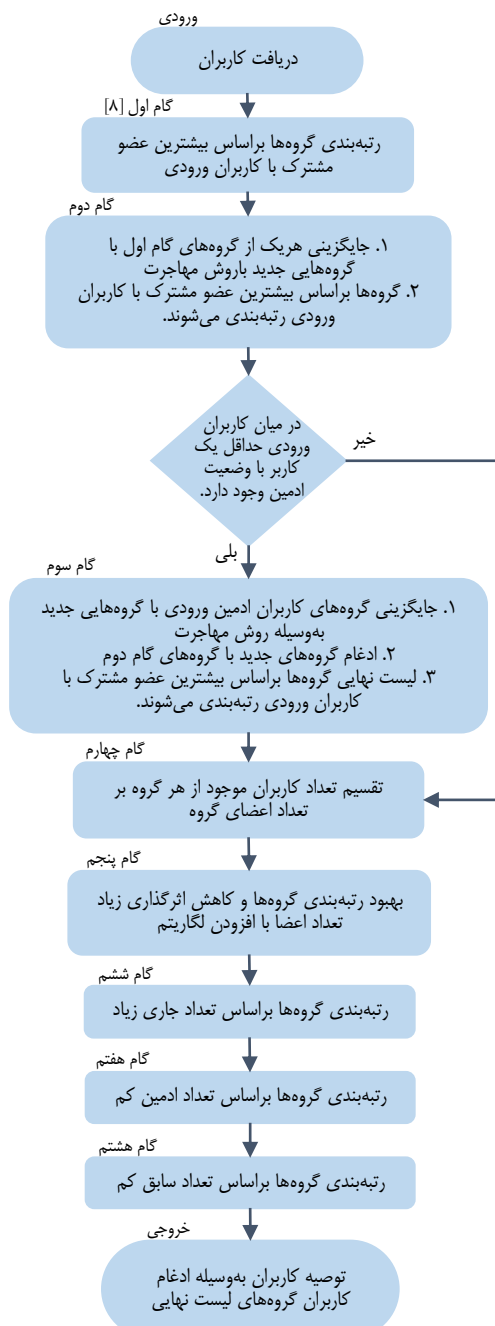 ورودی
دریافت کاربران
گام اول [۸]
رتبه‌بندی گروه‌ها براساس بیشترین عضو
مشترک با کاربران ورودی
گام دوم
۱. جایگزینی هریک از گروه‌های گام اول با
گروه‌هایی جدید باروش مهاجرت
۲. گروه‌ها براساس بیشترین عضو مشترک با کاربران
ورودی رتبه‌بندی می‌شوند.
در میان کاربران
ورودی حداقل یک
کاربر با وضعیت
ادمین وجود دارد.
خیر
بلی
گام سوم
۱. جایگزینی گروه‌های کاربران ادمین ورودی با گروه‌هایی جدید
به‌وسیله روش مهاجرت
۲. ادغام گروه‌های جدید با گروه‌های گام دوم
۳. لیست نهایی گروه‌ها براساس بیشترین عضو مشترک با
کاربران ورودی رتبه‌بندی می‌شوند.
گام چهارم
تقسیم تعداد کاربران موجود از هر گروه بر
تعداد اعضای گروه
گام پنجم
بهبود رتبه‌بندی گروه‌ها و کاهش اثرگذاری زیاد
تعداد اعضا با افزودن لگاریتم
گام ششم
رتبه‌بندی گروه‌ها براساس تعداد جاری زیاد
گام هفتم
رتبه‌بندی گروه‌ها براساس تعداد ادمین کم
گام هشتم
رتبه‌بندی گروه‌ها براساس تعداد سابق کم
خروجی
توصیه کاربران به‌وسیله ادغام
کاربران گروه‌های لیست نهایی